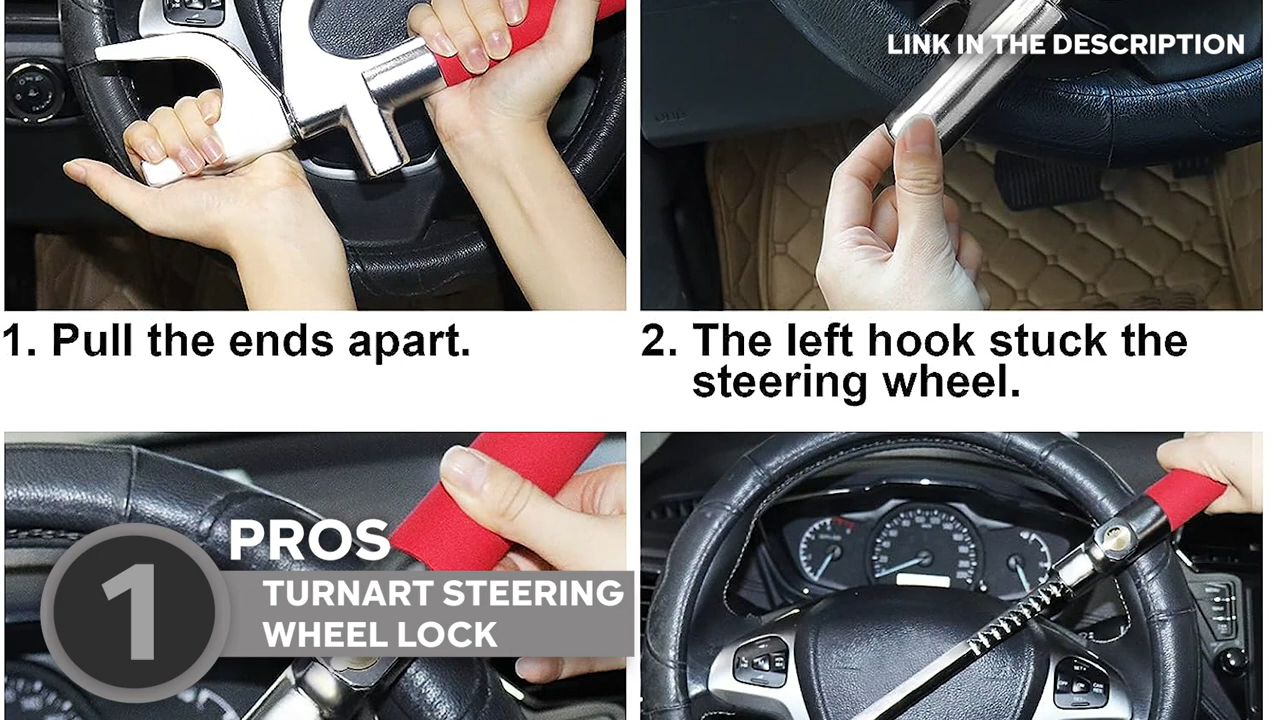 LINK IN THE DESCRIPTION
1. Pull the ends apart.
2. The left hook stuck the
steering wheel.
PROS
1
TURNART STEERING
WHEEL LOCK